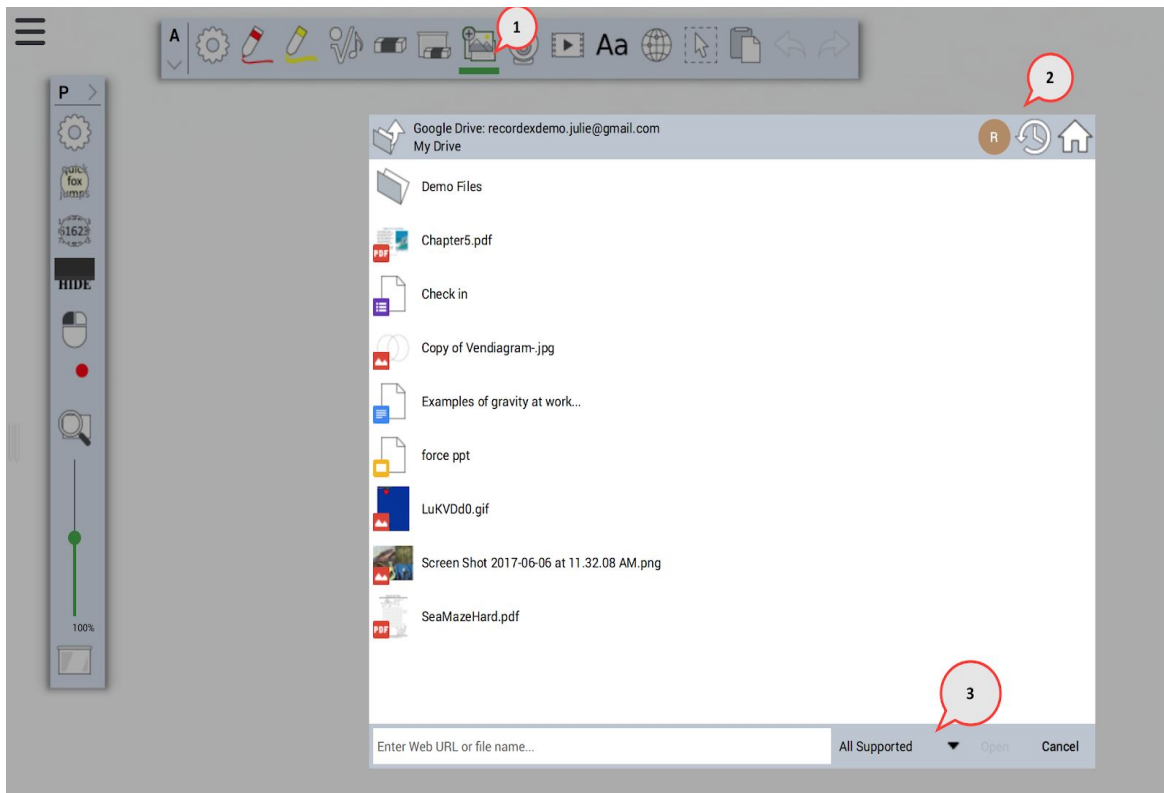 1
A
Aa
2
P
Google Drive: recordexdemo.julie@gmail.com
My Drive
R
quick
fox
jumps
Demo Files
51623
Chapter5.pdf
HIDE
Check in
Copy of Vendiagram-.jpg
Examples of gravity at work...
force ppt
LuKVDd0.gif
Screen Shot 2017-06-06 at 11.32.08 AM.png
SeaMazeHard.pdf
PDF
PDF
100%
3
Enter Web URL or file name...
All Supported
Open
Cancel